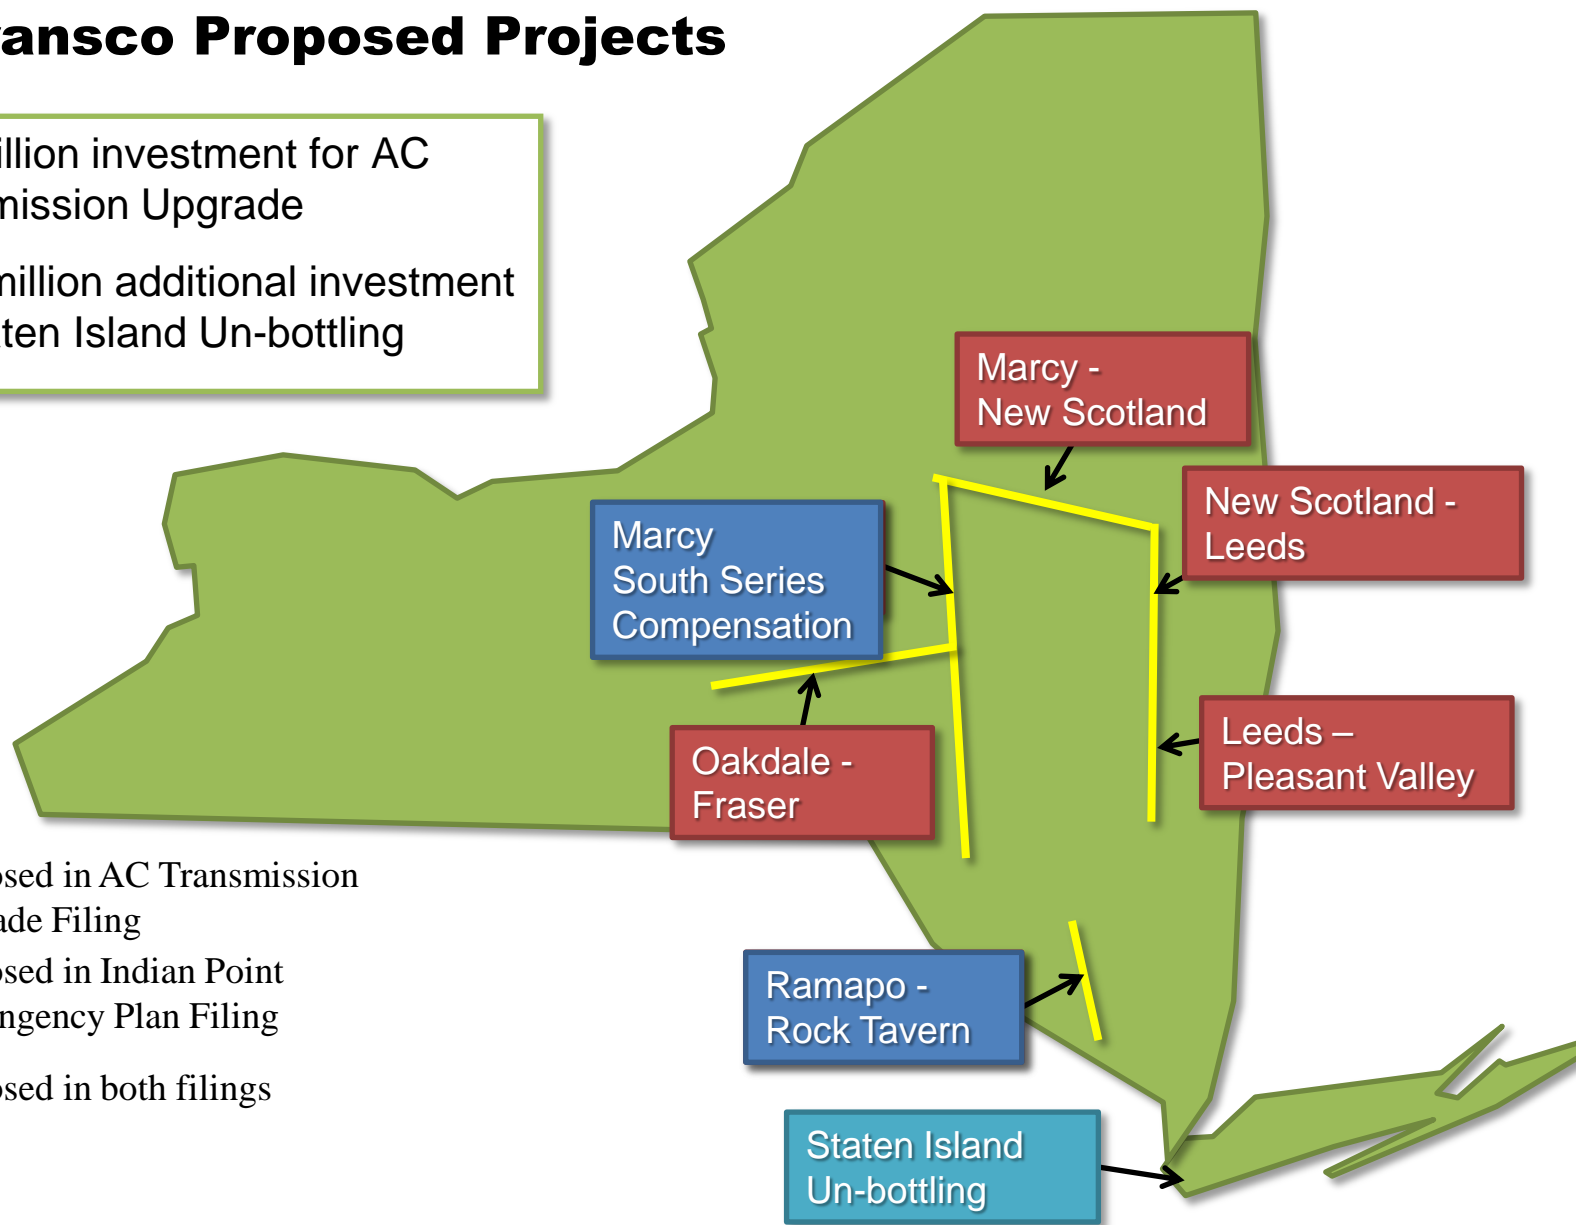 ansco Proposed Projects
illion investment for AC
mission Upgrade
million additional investment
ten Island Un-bottling
Marcy -
New Scotland
New Scotland -
Leeds
Marcy
South Series
Compensation
Oakdale -
Fraser
Leeds –
Pleasant Valley
osed in AC Transmission
ade Filing
osed in Indian Point
ngency Plan Filing
osed in both filings
Ramapo -
Rock Tavern
Staten Island
Un-bottling